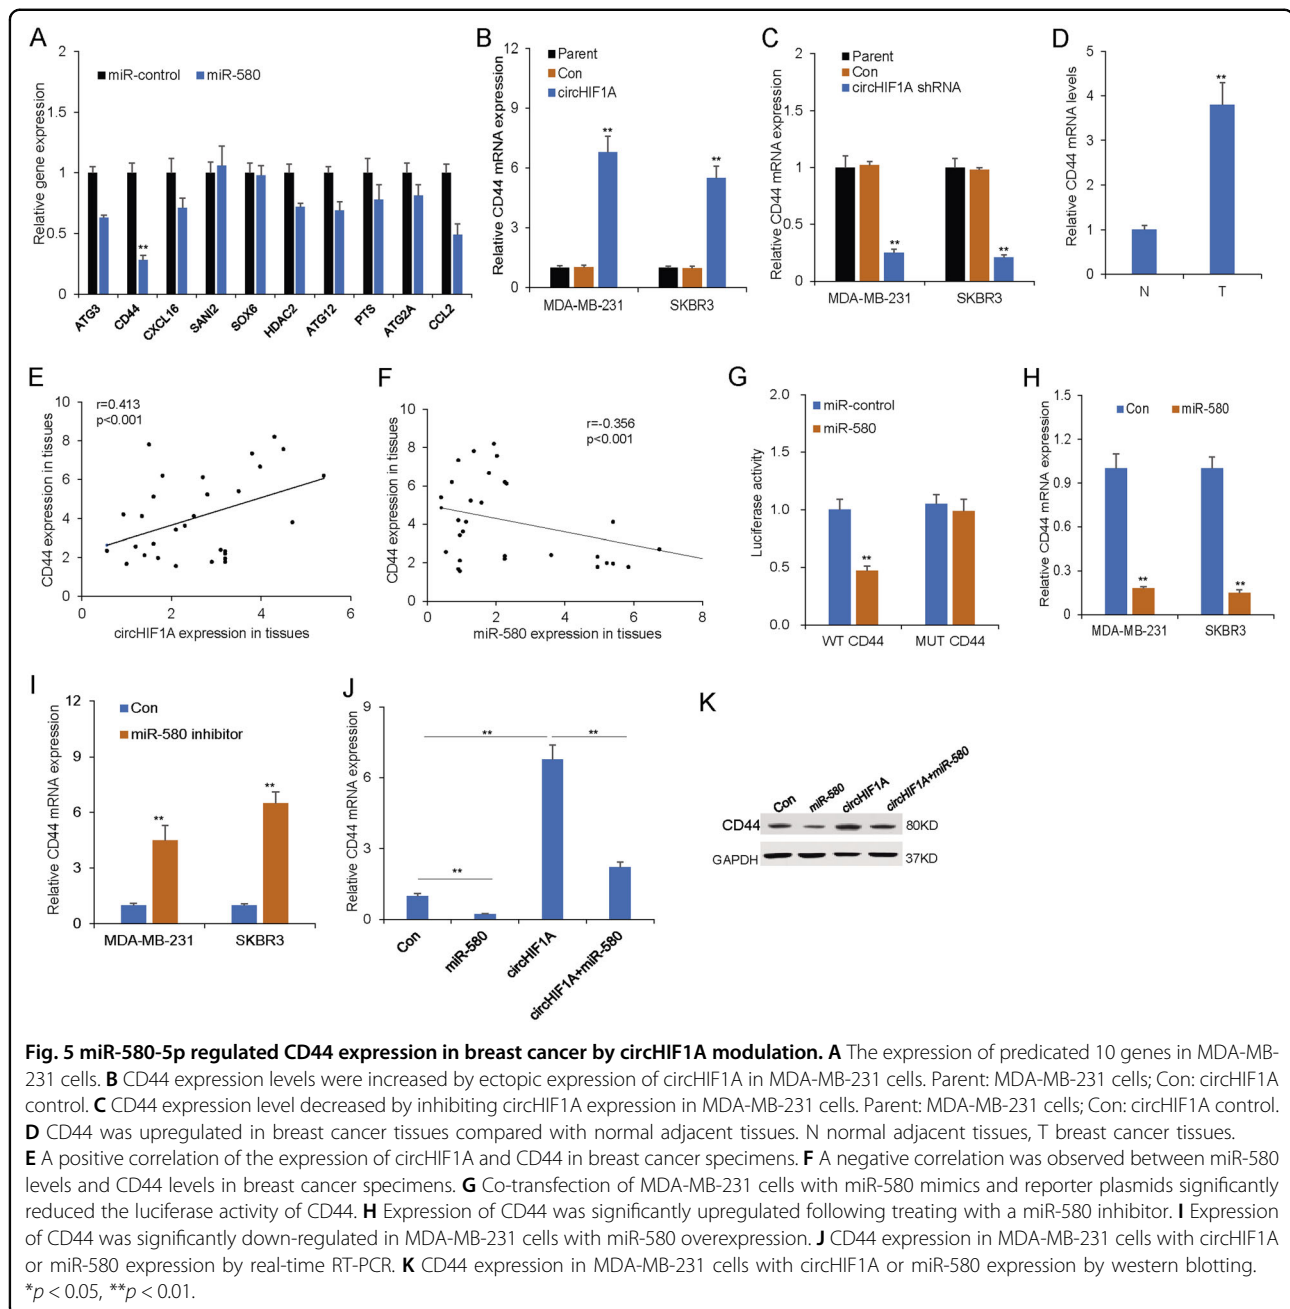 A
2
1.5
1
0.5
0
Relative gene expression
miR-control
miR-580
**
ATG3
CD44
CXCL16
SANI2
SOX6
HDAC2
ATG12
PTS
ATG2A
CCL2
B
12
9
6
3
0
Relative CD44 mRNA expression
Parent
Con
circHIF1A
**
**
MDA-MB-231
SKBR3
C
2
1.5
1
0.5
0
Relative CD44 mRNA expression
Parent
Con
circHIF1A shRNA
**
**
MDA-MB-231
SKBR3
D
5
4
3
2
1
0
Relative CD44 mRNA levels
**
N
T
E
r=0.413
p<0.001
10
8
6
4
2
0
CD44 expression in tissues
0
2
4
6
circHIF1A expression in tissues
F
r=-0.356
p<0.001
10
8
6
4
2
0
CD44 expression in tissues
0
2
4
6
8
miR-580 expression in tissues
G
2.0
1.5
1.0
0.5
0.0
Luciferase activity
miR-control
miR-580
**
WT CD44
MUT CD44
H
1.5
1.2
0.9
0.6
0.3
0
Relative CD44 mRNA expression
Con
miR-580
**
**
MDA-MB-231
SKBR3
I
12
9
6
3
0
Relative CD44 mRNA expression
Con
miR-580 inhibitor
**
**
MDA-MB-231
SKBR3
J
9
6
3
0
Relative CD44 mRNA expression
**
**
**
Con
miR-580
circHIF1A
circHIF1A+miR-580
K
Con
miR-580
circHIF1A
circHIF1A+miR-580
CD44
80KD
GAPDH
37KD
Fig. 5 miR-580-5p regulated CD44 expression in breast cancer by circHIF1A modulation. A The expression of predicated 10 genes in MDA-MB-
231 cells. B CD44 expression levels were increased by ectopic expression of circHIF1A in MDA-MB-231 cells. Parent: MDA-MB-231 cells; Con: circHIF1A
control. C CD44 expression level decreased by inhibiting circHIF1A expression in MDA-MB-231 cells. Parent: MDA-MB-231 cells; Con: circHIF1A control.
D CD44 was upregulated in breast cancer tissues compared with normal adjacent tissues. N normal adjacent tissues, T breast cancer tissues.
E A positive correlation of the expression of circHIF1A and CD44 in breast cancer specimens. F A negative correlation was observed between miR-580
levels and CD44 levels in breast cancer specimens. G Co-transfection of MDA-MB-231 cells with miR-580 mimics and reporter plasmids significantly
reduced the luciferase activity of CD44. H Expression of CD44 was significantly upregulated following treating with a miR-580 inhibitor. I Expression
of CD44 was significantly down-regulated in MDA-MB-231 cells with miR-580 overexpression. J CD44 expression in MDA-MB-231 cells with circHIF1A
or miR-580 expression by real-time RT-PCR. K CD44 expression in MDA-MB-231 cells with circHIF1A or miR-580 expression by western blotting.
*p < 0.05, **p < 0.01.